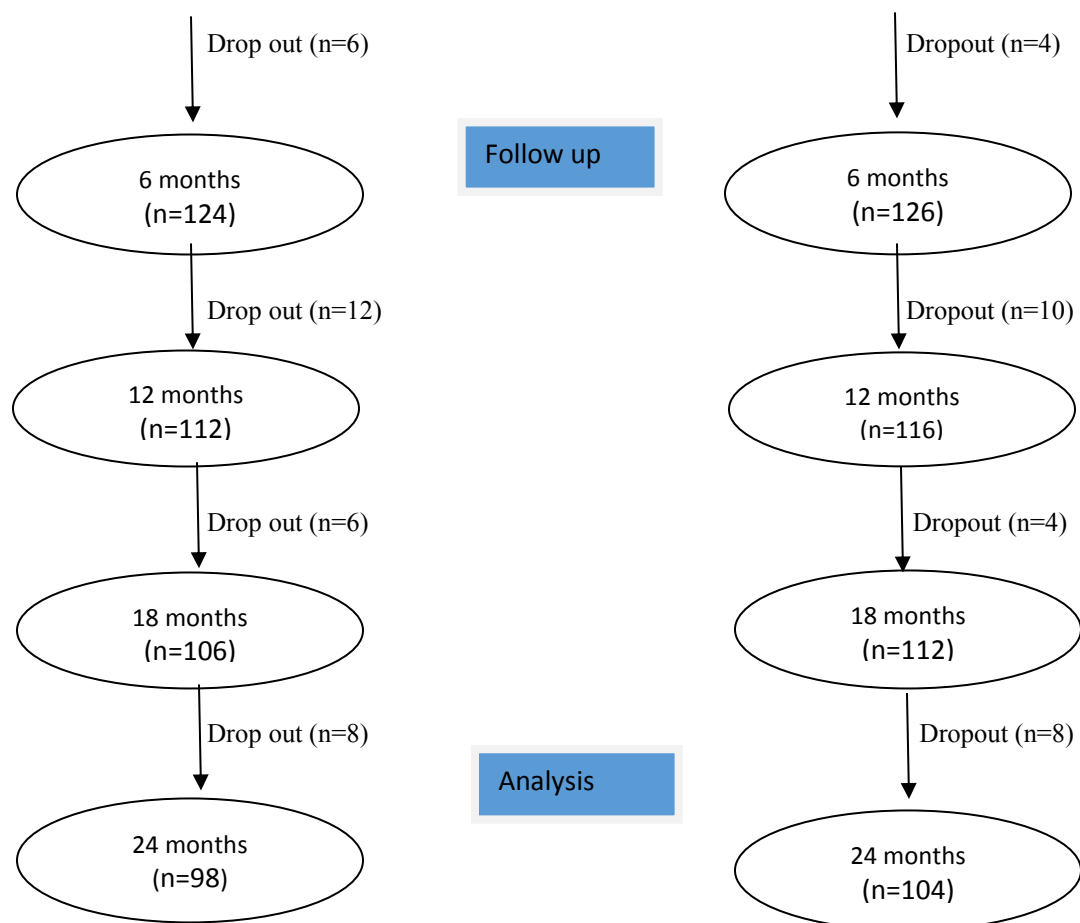 Drop out (n=6)
Dropout (n=4)
Follow up
6 months
(n=124)
6 months
(n=126)
Drop out (n=12)
Dropout (n=10)
12 months
(n=112)
12 months
(n=116)
Drop out (n=6)
Dropout (n=4)
18 months
(n=106)
18 months
(n=112)
Drop out (n=8)
Dropout (n=8)
Analysis
24 months
(n=98)
24 months
(n=104)